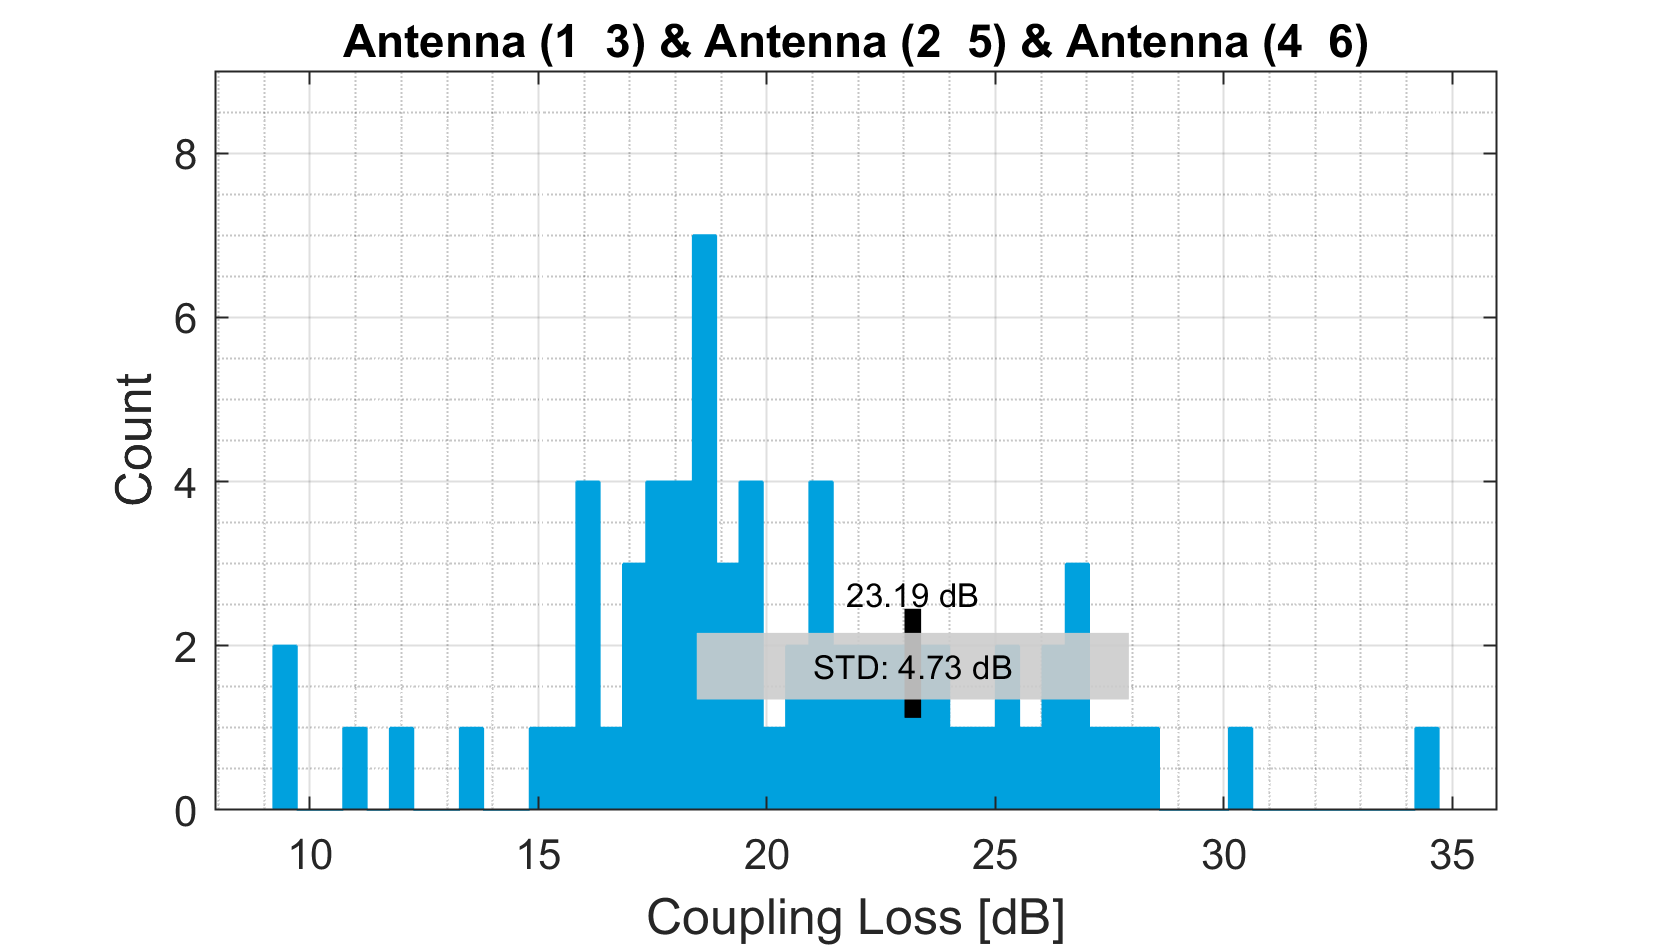 Antenna (1  3) & Antenna (2  5) & Antenna (4  6)
8
6
4
2
0
Count
23.19 dB
STD: 4.73 dB
10 15 20 25 30 35
Coupling Loss [dB]